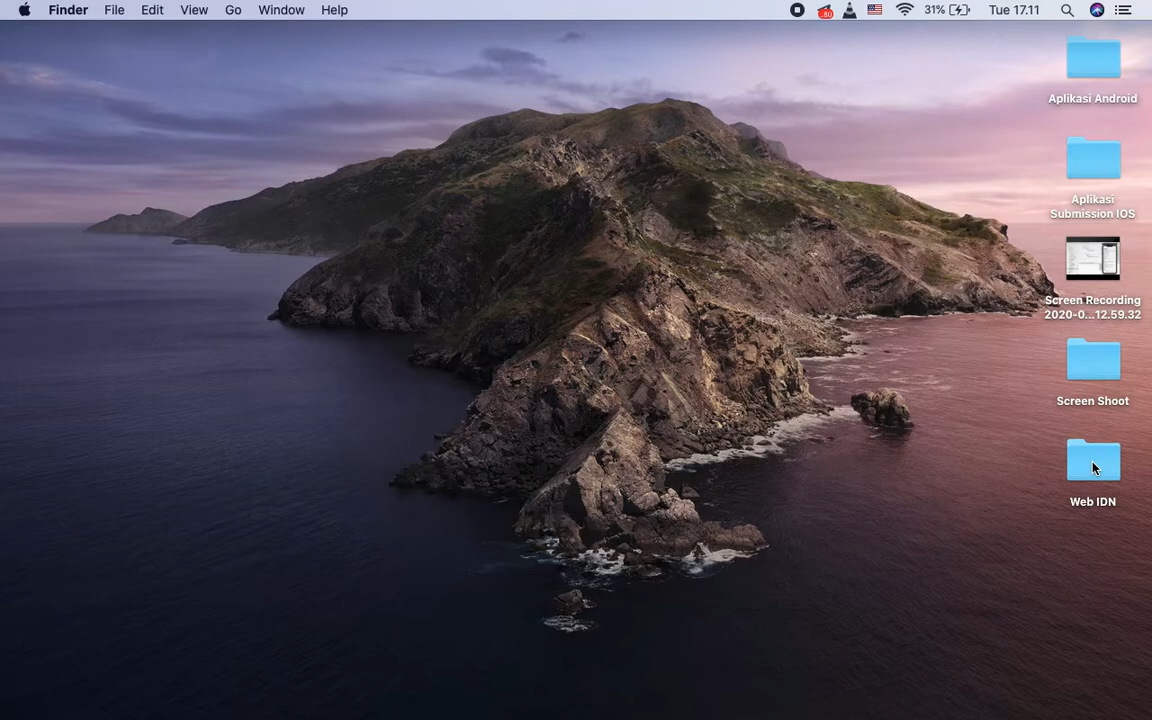 Finder File Edit View Go Window Help 80 31% Tue 17.11
Aplikasi Android
Aplikasi
Submission IOS
Screen Recording
2020-0...12.59.32
Screen Shoot
Web IDN